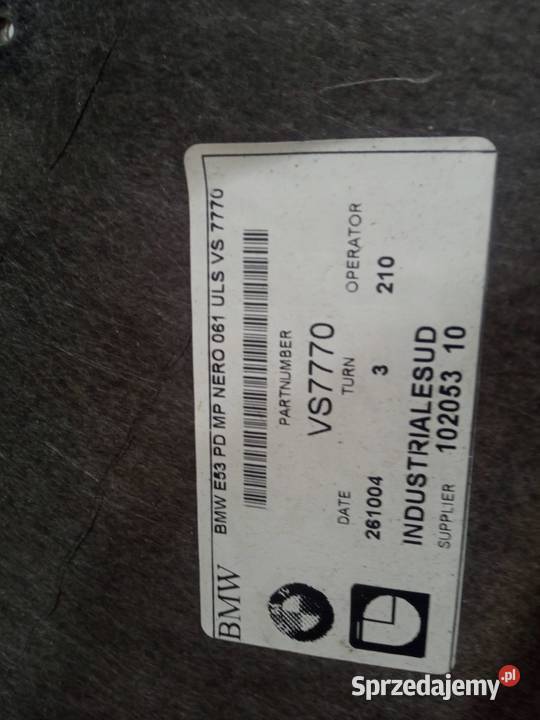 BMW
BMW E53 PD MP NERO 061 ULS VS 7770
PARTNUMBER
VS7770
DATE TURN OPERATOR
261004 3 210
INDUSTRIALESUD
SUPPLIER 102053 10
Sprzedajemy.pl